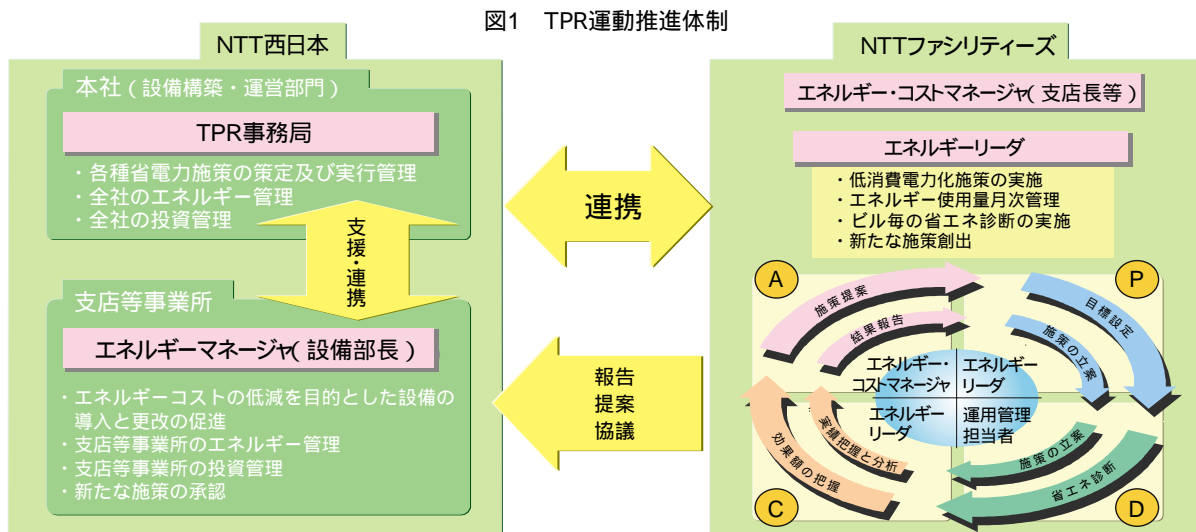 図1 TPR運動推進体制
NTT西日本
本社(設備構築・運営部門)
TPR事務局
・各種省電力施策の策定及び実行管理
・全社のエネルギー管理
・全社の投資管理
支援・連携
支店等事業所
エネルギーマネージャ(設備部長)
・エネルギーコストの低減を目的とした設備の
導入と更改の促進
・支店等事業所のエネルギー管理
・支店等事業所の投資管理
・新たな施策の承認
連携
報告
提案
協議
NTTファシリティーズ
エネルギー・コストマネージャ(支店長等)
エネルギーリーダ
・低消費電力化施策の実施
・エネルギー使用量月次管理
・ビル毎の省エネ診断の実施
・新たな施策創出
A
施策提案
結果報告
P
目標設定
施策の立案
エネルギー・
コストマネージャ
エネルギー
リーダ
エネルギー
リーダ
運用管理
担当者
C
効果額の把握
実績把握と分析
D
施策の立案
省エネ診断